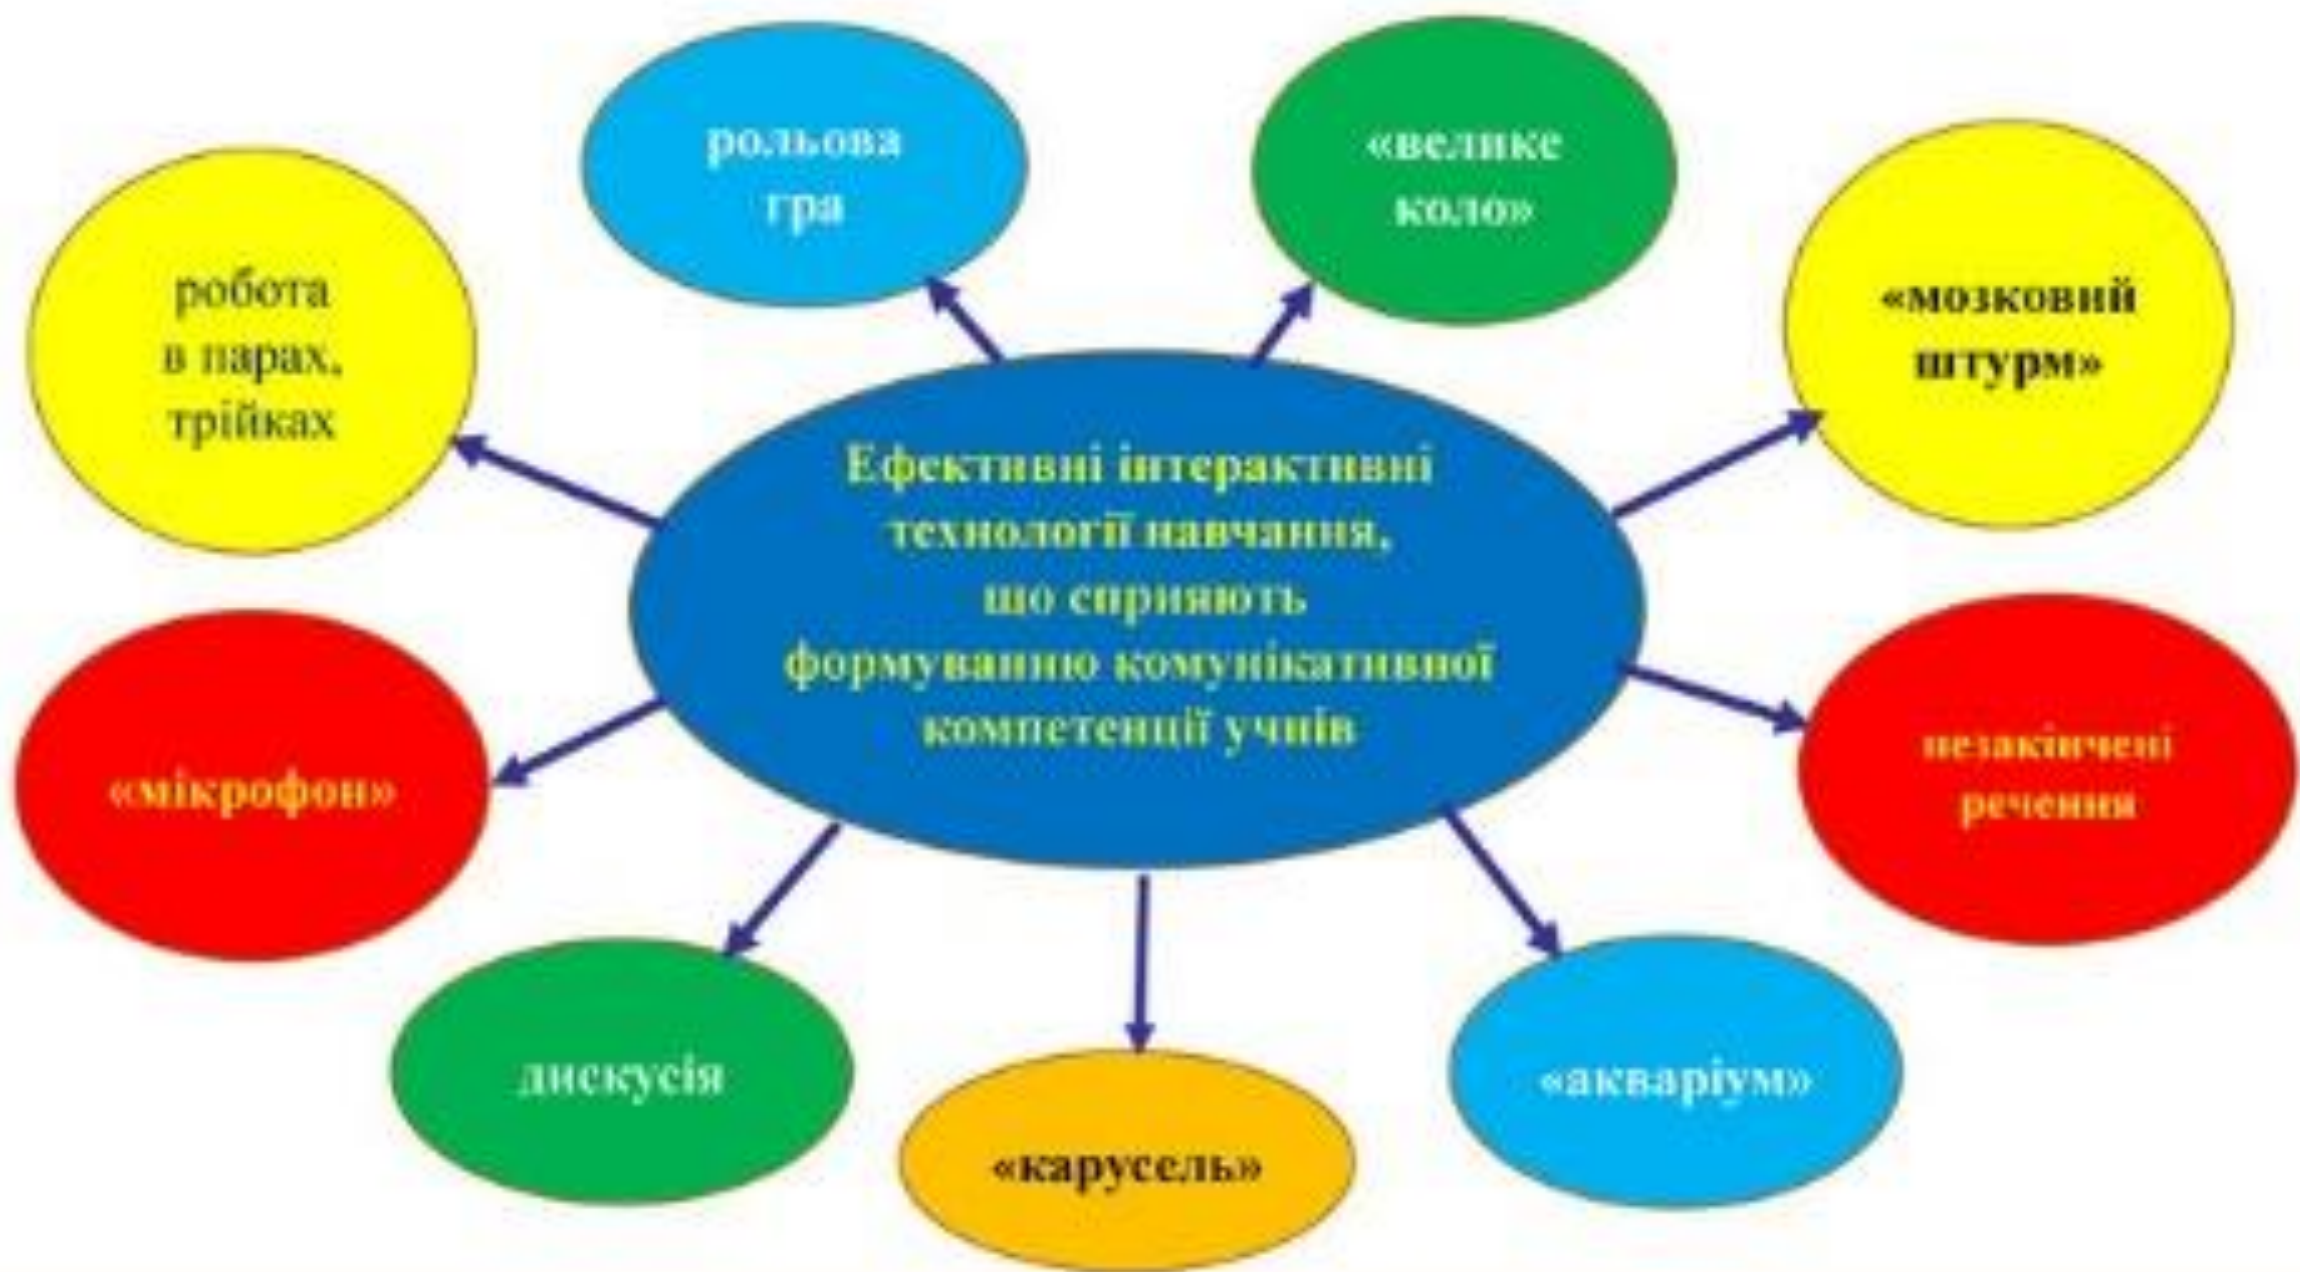 рольова
гра
«велике
коло»
«мозковий
штурм»
робота
в парах,
трійках
Ефективні інтерактивні
технології навчання,
що сприяють
формуванню комунікативної
компетенції учнів
«мікрофон»
незакінчені
речення
дискусія
«карусель»
«акваріум»